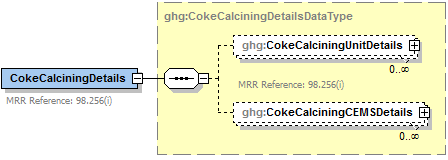 ghg:CokeCalciningDetailsDataType
ghg:CokeCalciningUnitDetails
0..∞
MRR Reference: 98.256(i)
CokeCalciningDetails
MRR Reference: 98.256(i)
ghg:CokeCalciningCEMSDetails
0..∞